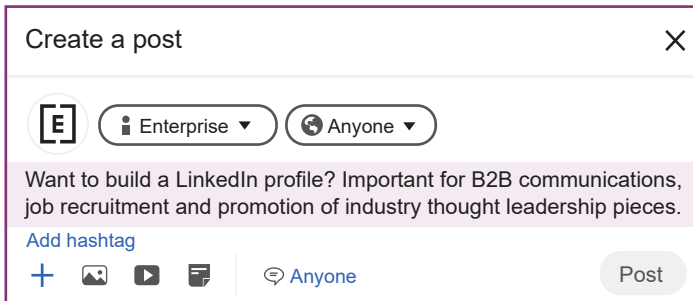 Create a post
[E]
Enterprise
Anyone
Want to build a LinkedIn profile? Important for B2B communications,
job recruitment and promotion of industry thought leadership pieces.
Add hashtag
Anyone
Post